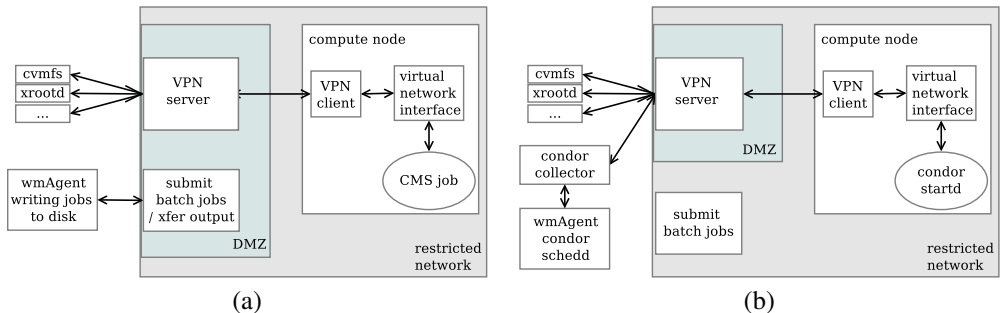 compute node
cvmfs
xrootd
...
VPN
server
VPN
client
virtual
network
interface
CMS job
wmAgent
writing jobs
to disk
submit
batch jobs
/ xfer output
DMZ
restricted
network
(a)
compute node
cvmfs
xrootd
...
VPN
server
VPN
client
virtual
network
interface
DMZ
condor
collector
condor
startd
wmAgent
condor
schedd
submit
batch jobs
restricted
network
(b)